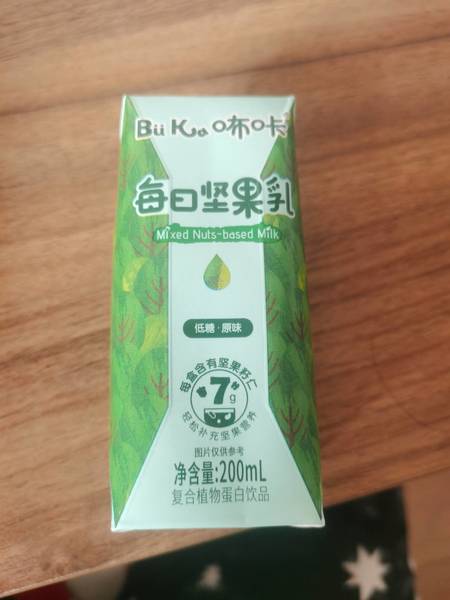 Bü Ka 咘咔
每日坚果乳
Mixed Nuts-based Milk
低糖·原味
每盒含有坚果籽仁
7g
轻松补充坚果营养
图片仅供参考
净含量:200mL
复合植物蛋白饮品